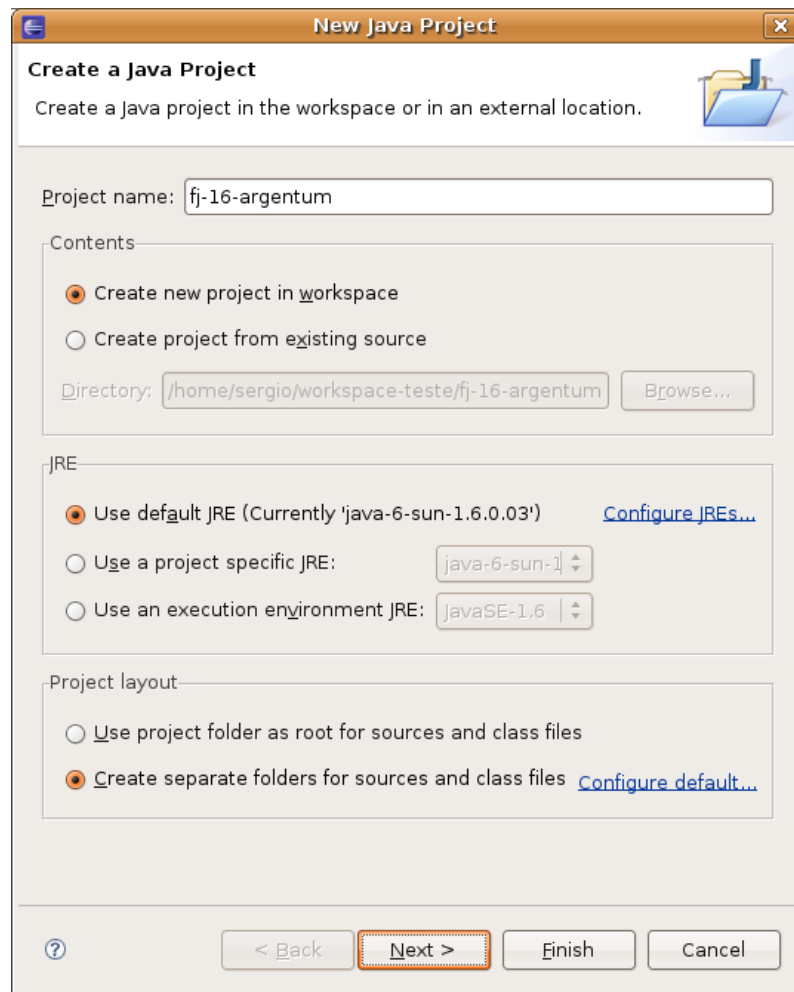 New Java Project
Create a Java Project
Create a Java project in the workspace or in an external location.
Project name: fj-16-argentum
Contents
Create new project in workspace
Create project from existing source
Directory: /home/sergio/workspace-teste/fj-16-argentum Browse...
JRE
Use default JRE (Currently 'java-6-sun-1.6.0.03') Configure JREs...
Use a project specific JRE: java-6-sun-1
Use an execution environment JRE: JavaSE-1.6
Project layout
Use project folder as root for sources and class files
Create separate folders for sources and class files Configure default...
< Back Next > Finish Cancel